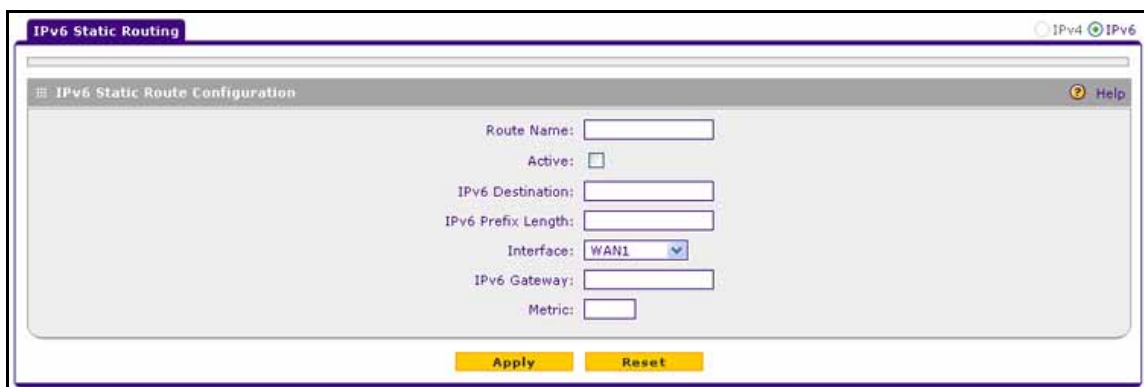 IPv6 Static Routing
IPv4 IPv6
IPv6 Static Route Configuration
Help
Route Name:
Active:
IPv6 Destination:
IPv6 Prefix Length:
Interface: WAN1
IPv6 Gateway:
Metric:
Apply Reset